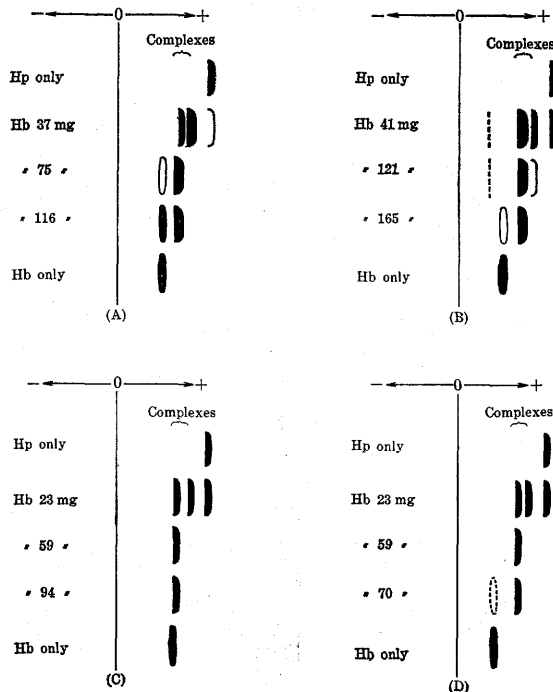 − 0 +
Complexes
Hp only
Hb 37 mg
〃 75 〃
〃 116 〃
Hb only
(A)
− 0 +
Complexes
Hp only
Hb 41 mg
〃 121 〃
〃 165 〃
Hb only
(B)
− 0 +
Complexes
Hp only
Hb 23 mg
〃 59 〃
〃 94 〃
Hb only
(C)
− 0 +
Complexes
Hp only
Hb 23 mg
〃 59 〃
〃 70 〃
Hb only
(D)